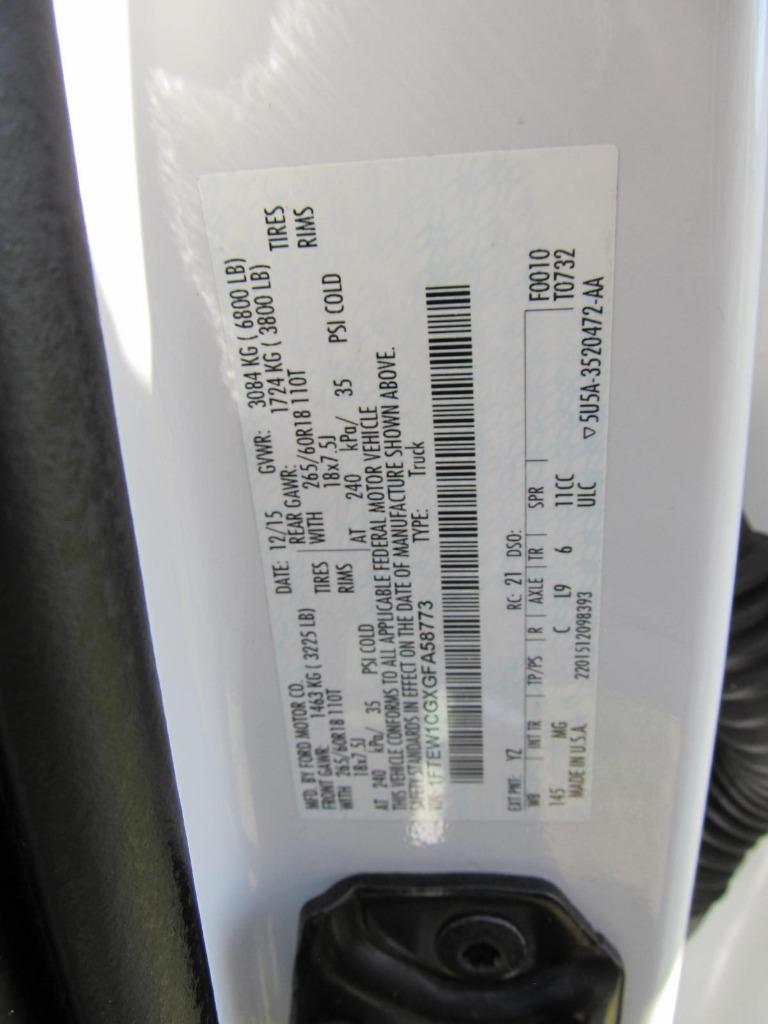 MFD. BY FORD MOTOR CO. DATE: 12/15 GVWR: 3084 KG ( 6800 LB)
FRONT GAWR: 1463 KG ( 3225 LB) REAR GAWR: 1724 KG ( 3800 LB)
WITH 265/60R18 110T TIRES WITH 265/60R18 110T TIRES
18x7.5J RIMS 18x7.5J RIMS
AT 240 kPa/ 35 PSI COLD AT 240 kPa/ 35 PSI COLD
THIS VEHICLE CONFORMS TO ALL APPLICABLE FEDERAL MOTOR VEHICLE
SAFETY STANDARDS IN EFFECT ON THE DATE OF MANUFACTURE SHOWN ABOVE.
VIN: 1FTEW1CGXGFA58773 TYPE: Truck
EXT PNT: YZ RC: 21 DSO:
WB INT TR TP/PS R AXLE TR SPR F0010
145 MG C L9 6 11CC T0732
MADE IN U.S.A. 2201512098393 ULC ▽5U5A-3520472-AA